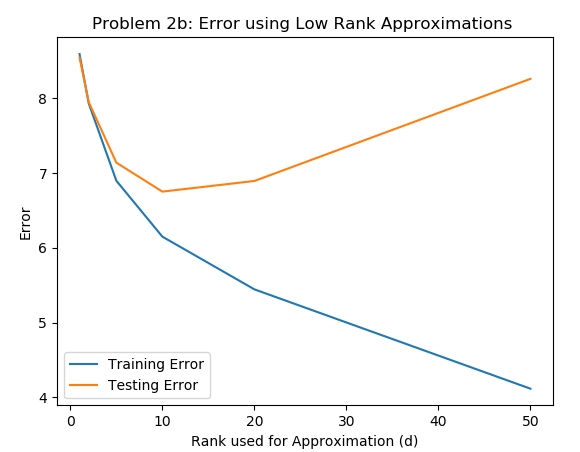 Problem 2b: Error using Low Rank Approximations
Error
8
7
6
5
4
Training Error
Testing Error
0 10 20 30 40 50
Rank used for Approximation (d)